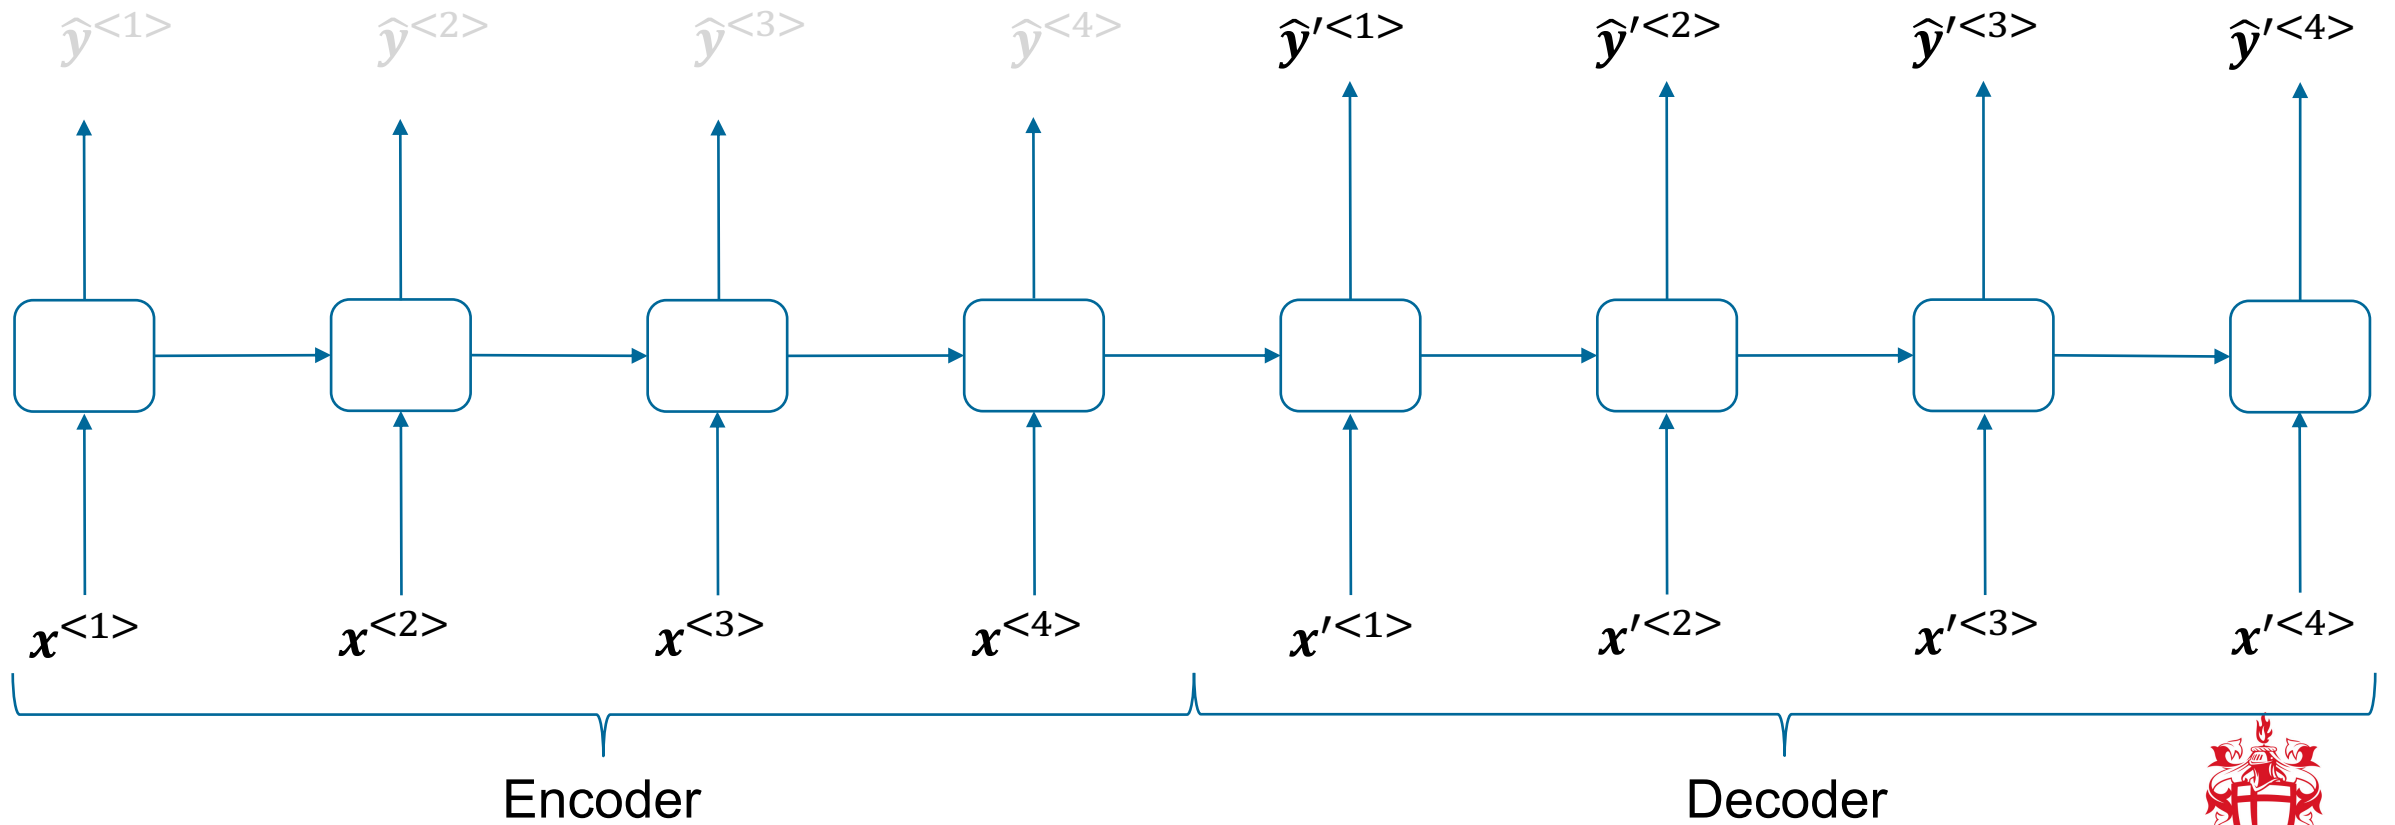 ŷ<1> ŷ<2> ŷ<3> ŷ<4> ŷ′<1> ŷ′<2> ŷ′<3> ŷ′<4>
x<1> x<2> x<3> x<4> x′<1> x′<2> x′<3> x′<4>
Encoder Decoder